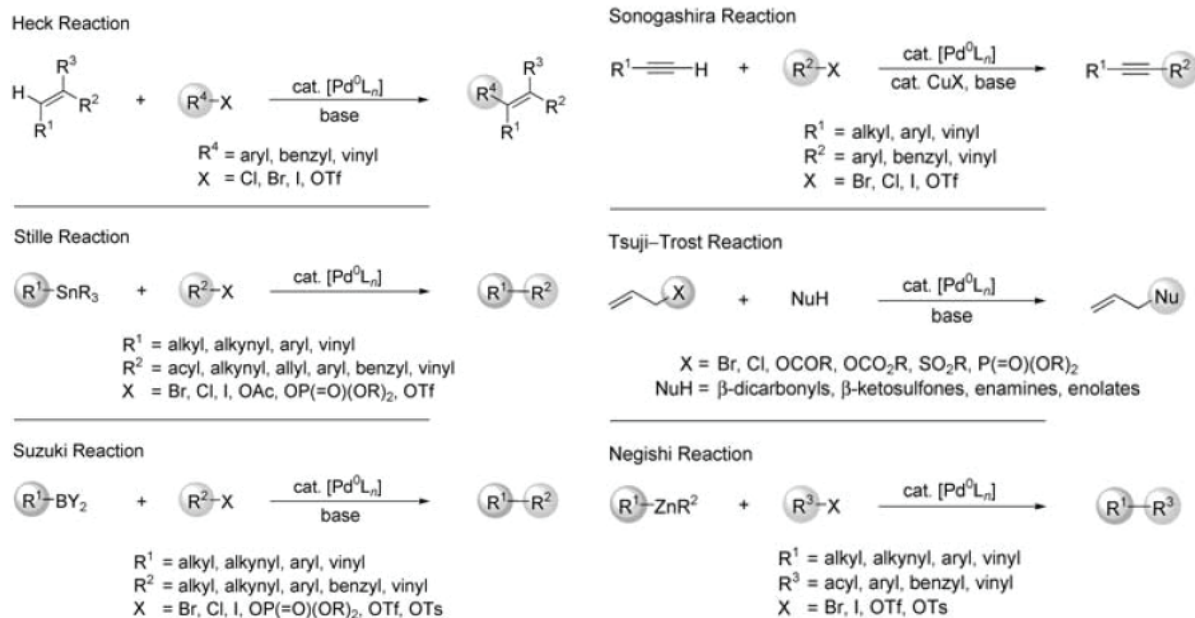 Heck Reaction
H R³ R² R¹ + R⁴–X cat. [Pd⁰Lₙ] base R⁴ R³ R² R¹
R⁴ = aryl, benzyl, vinyl
X = Cl, Br, I, OTf
Stille Reaction
R¹–SnR₃ + R²–X cat. [Pd⁰Lₙ] R¹–R²
R¹ = alkyl, alkynyl, aryl, vinyl
R² = acyl, alkynyl, allyl, aryl, benzyl, vinyl
X = Br, Cl, I, OAc, OP(=O)(OR)₂, OTf
Suzuki Reaction
R¹–BY₂ + R²–X cat. [Pd⁰Lₙ] base R¹–R²
R¹ = alkyl, alkynyl, aryl, vinyl
R² = alkyl, alkynyl, aryl, benzyl, vinyl
X = Br, Cl, I, OP(=O)(OR)₂, OTf, OTs
Sonogashira Reaction
R¹ H + R²–X cat. [Pd⁰Lₙ] cat. CuX, base R¹ R²
R¹ = alkyl, aryl, vinyl
R² = aryl, benzyl, vinyl
X = Br, Cl, I, OTf
Tsuji–Trost Reaction
X + NuH cat. [Pd⁰Lₙ] base Nu
X = Br, Cl, OCOR, OCO₂R, SO₂R, P(=O)(OR)₂
NuH = β-dicarbonyls, β-ketosulfones, enamines, enolates
Negishi Reaction
R¹–ZnR² + R³–X cat. [Pd⁰Lₙ] R¹–R³
R¹ = alkyl, alkynyl, aryl, vinyl
R³ = acyl, aryl, benzyl, vinyl
X = Br, I, OTf, OTs